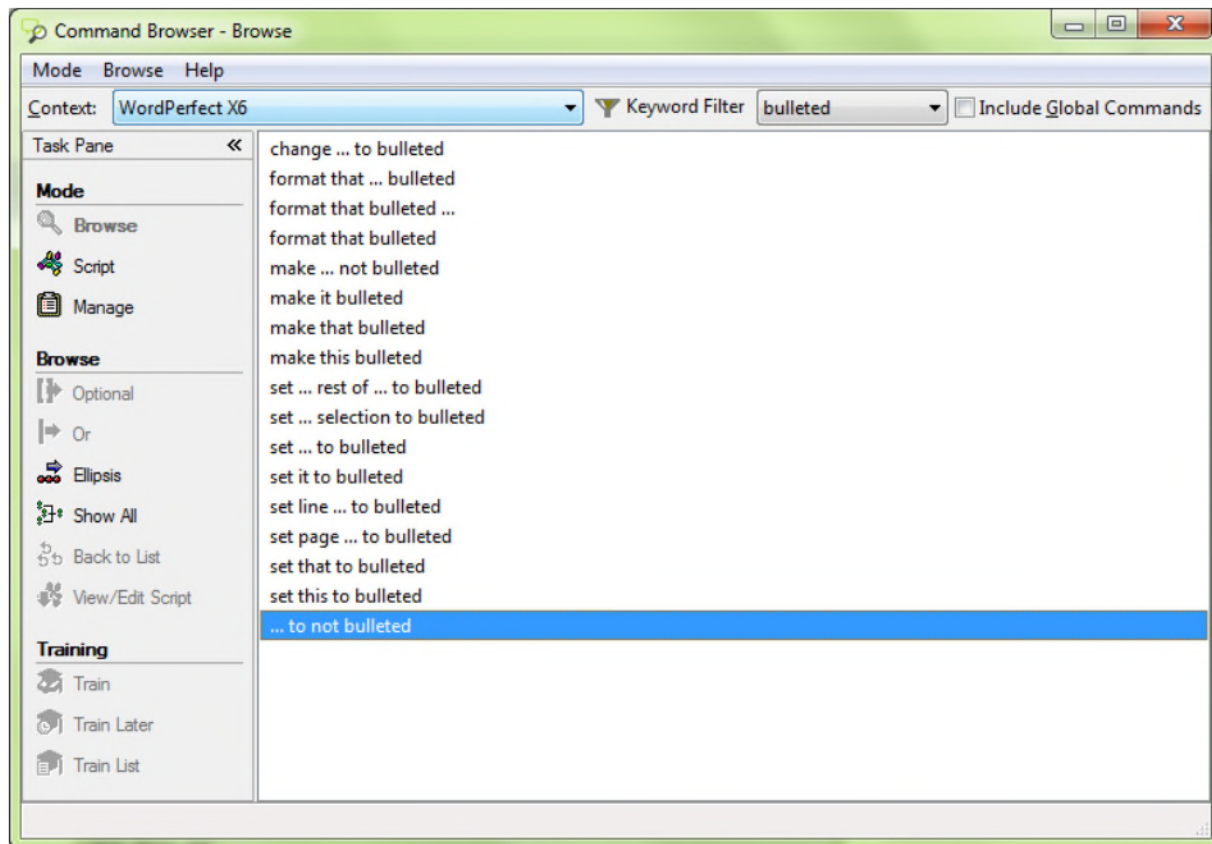 Command Browser - Browse
Mode Browse Help
Context: WordPerfect X6 Keyword Filter bulleted Include Global Commands
Task Pane «
Mode
Browse
Script
Manage
Browse
Optional
Or
Ellipsis
Show All
Back to List
View/Edit Script
Training
Train
Train Later
Train List
change ... to bulleted
format that ... bulleted
format that bulleted ...
format that bulleted
make ... not bulleted
make it bulleted
make that bulleted
make this bulleted
set ... rest of ... to bulleted
set ... selection to bulleted
set ... to bulleted
set it to bulleted
set line ... to bulleted
set page ... to bulleted
set that to bulleted
set this to bulleted
... to not bulleted